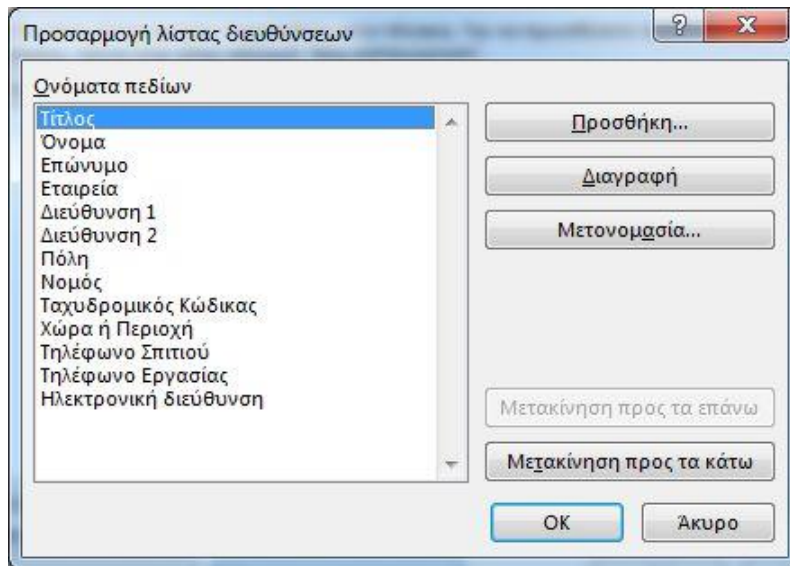 Προσαρμογή λίστας διευθύνσεων
Ονόματα πεδίων
Τίτλος
Όνομα
Επώνυμο
Εταιρεία
Διεύθυνση 1
Διεύθυνση 2
Πόλη
Νομός
Ταχυδρομικός Κώδικας
Χώρα ή Περιοχή
Τηλέφωνο Σπιτιού
Τηλέφωνο Εργασίας
Ηλεκτρονική διεύθυνση
Προσθήκη...
Διαγραφή
Μετονομασία...
Μετακίνηση προς τα επάνω
Μετακίνηση προς τα κάτω
OK
Άκυρο